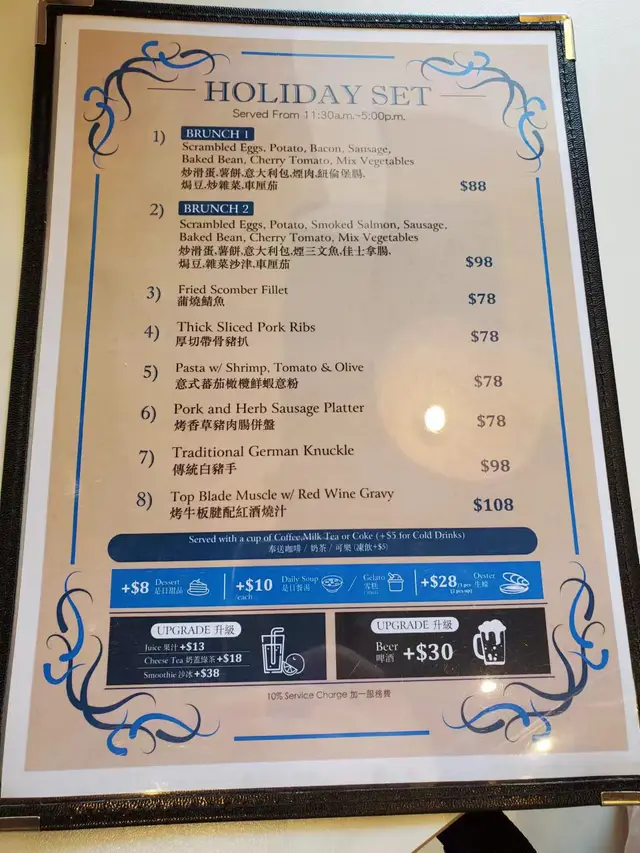 HOLIDAY SET
Served From 11:30a.m.-5:00p.m.
1) BRUNCH 1
Scrambled Eggs, Potato, Bacon, Sausage,
Baked Bean, Cherry Tomato, Mix Vegetables
炒滑蛋.薯餅.意大利包.煙肉.紐倫堡腸.
焗豆.炒雜菜.車厘茄 $88
2) BRUNCH 2
Scrambled Eggs, Potato, Smoked Salmon, Sausage,
Baked Bean, Cherry Tomato, Mix Vegetables
炒滑蛋.薯餅.意大利包.煙三文魚.佳士拿腸.
焗豆.雜菜沙津.車厘茄 $98
3) Fried Scomber Fillet $78
蒲燒鯖魚
4) Thick Sliced Pork Ribs $78
厚切帶骨豬扒
5) Pasta w/ Shrimp, Tomato & Olive $78
意式蕃茄橄欖鮮蝦意粉
6) Pork and Herb Sausage Platter $78
烤香草豬肉腸併盤
7) Traditional German Knuckle $98
傳統白豬手
8) Top Blade Muscle w/ Red Wine Gravy $108
烤牛板腱配紅酒燒汁
Served with a cup of Coffee,Milk Tea or Coke (+$5 for Cold Drinks)
奉送咖啡 / 奶茶 / 可樂 (凍飲+$5)
+$8 Dessert 是日甜品
+$10 /each Daily Soup 是日餐湯 / Gelato 雪糕
+$28 /1 pcs Oyster 生蠔
UPGRADE 升級
Juice 果汁 +$13
Cheese Tea 奶蓋綠茶 +$18
Smoothie 沙冰 +$38
UPGRADE 升級
Beer 啤酒 +$30
10% Service Charge 加一服務費